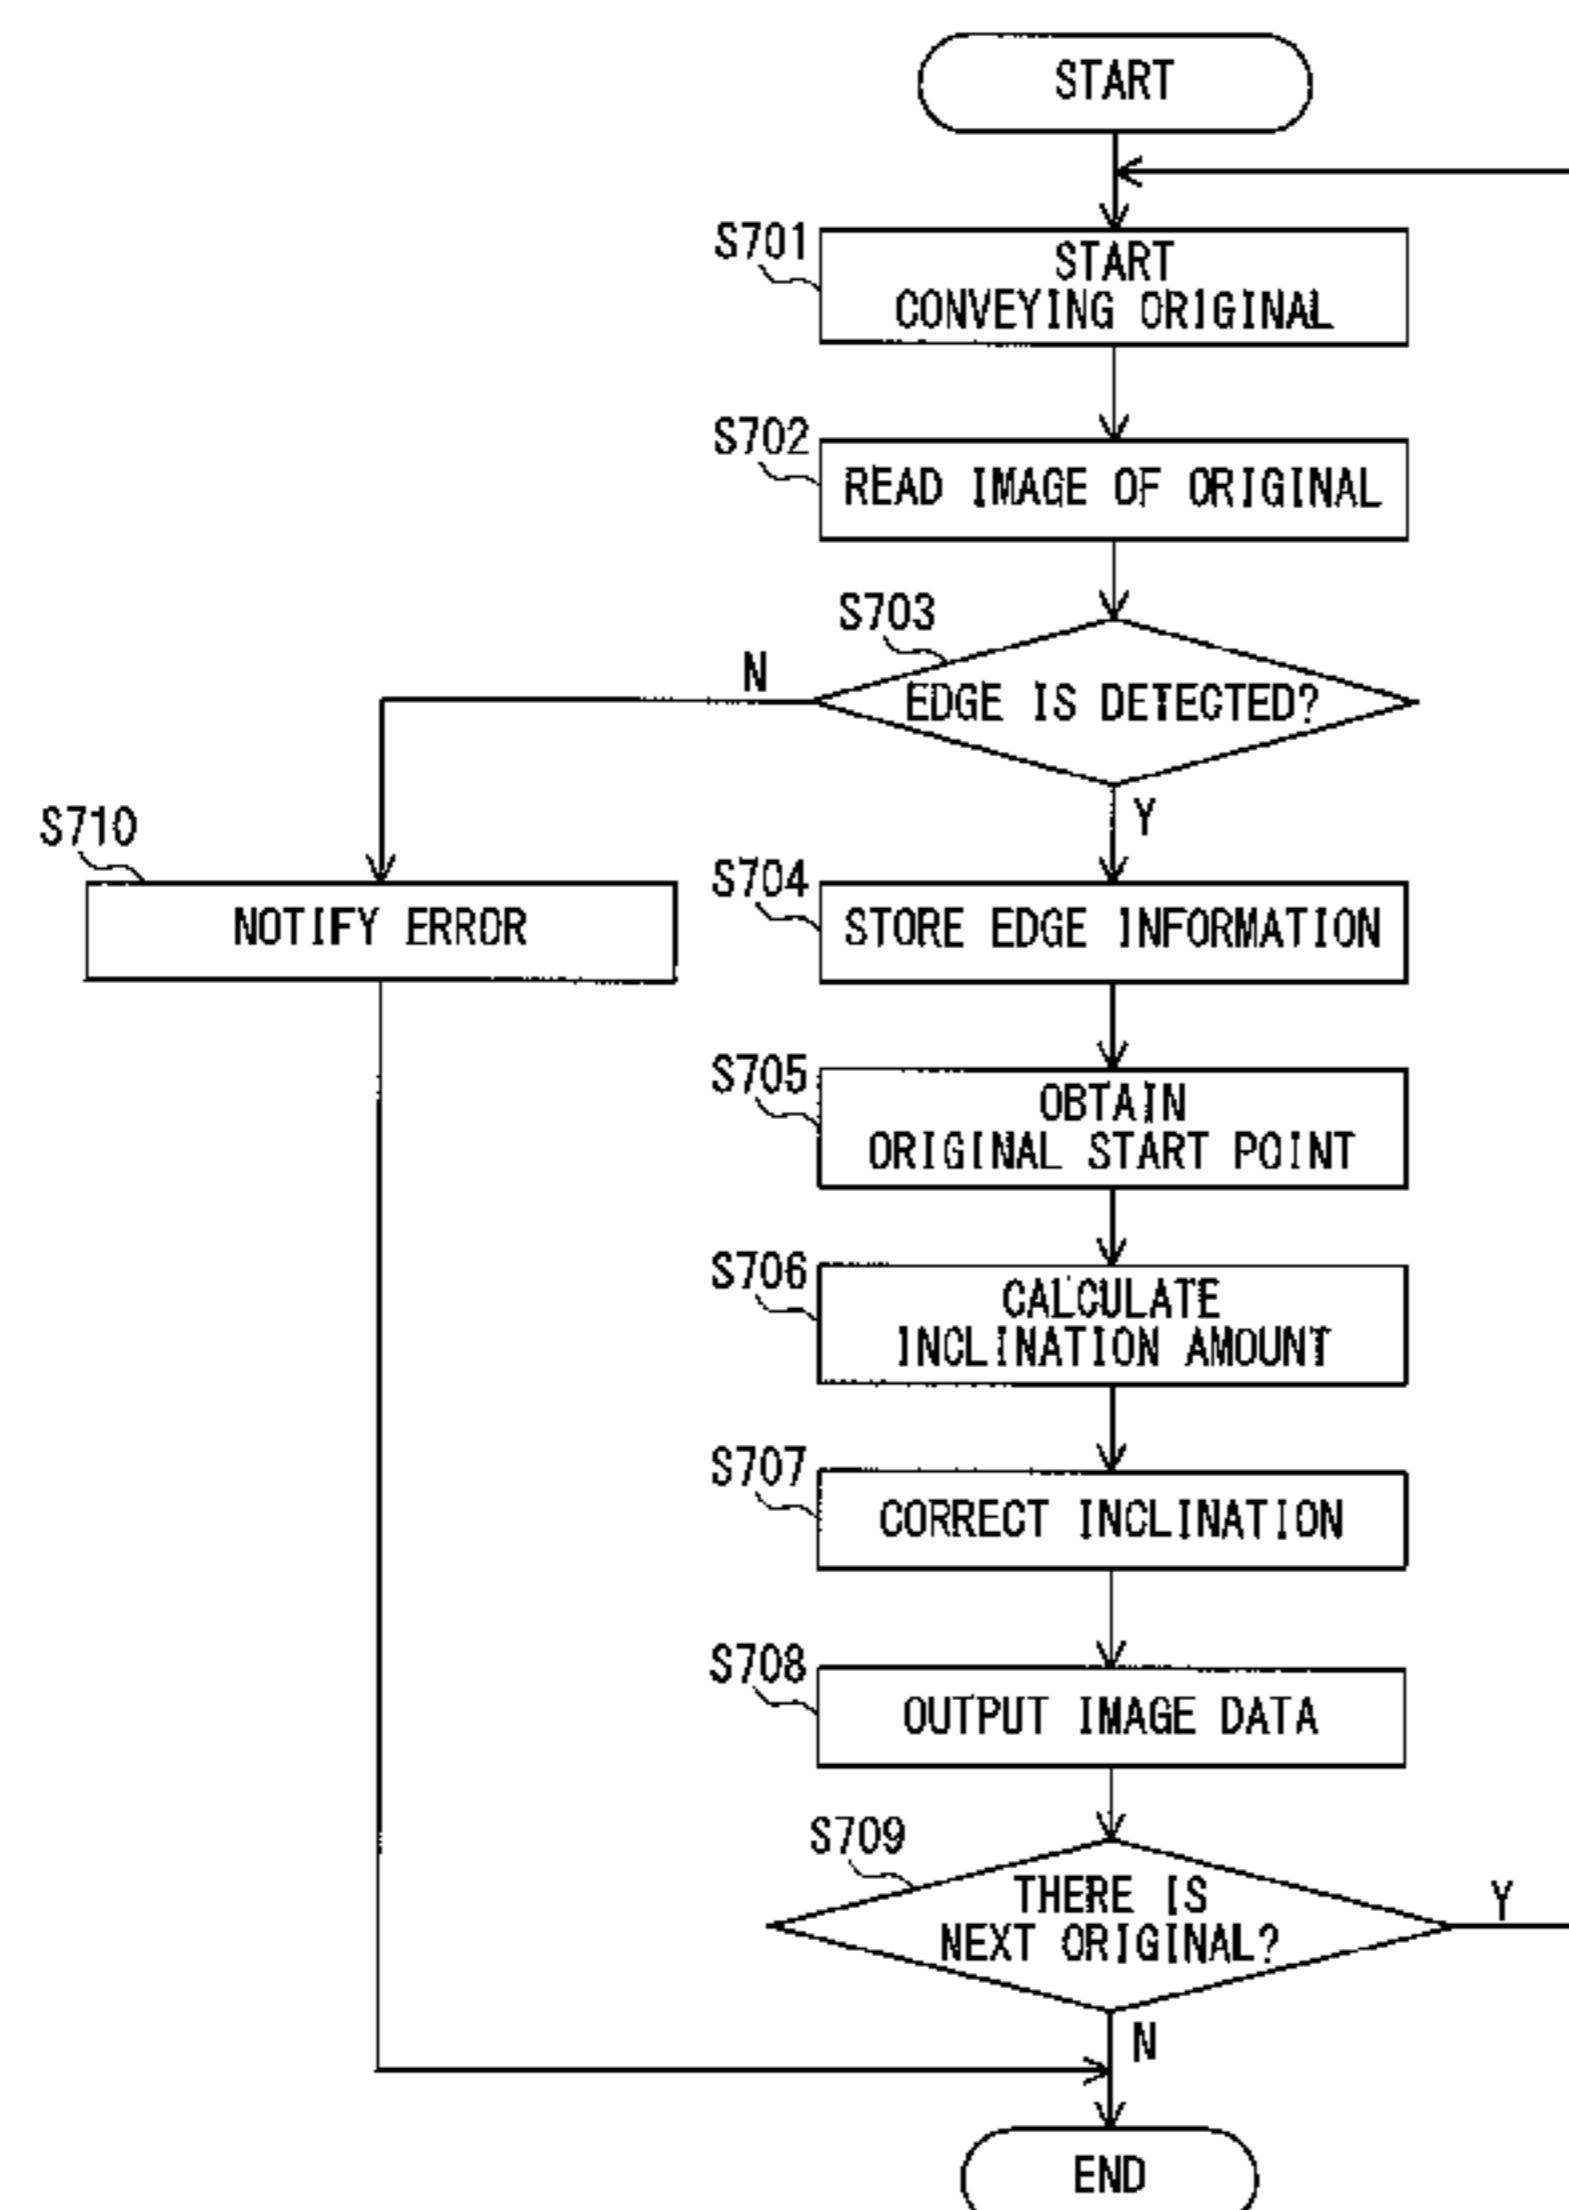 START
S701
START
CONVEYING ORIGINAL
S702
READ IMAGE OF ORIGINAL
S703
N
EDGE IS DETECTED?
Y
S710
NOTIFY ERROR
S704
STORE EDGE INFORMATION
S705
OBTAIN
ORIGINAL START POINT
S706
CALCULATE
INCLINATION AMOUNT
S707
CORRECT INCLINATION
S708
OUTPUT IMAGE DATA
S709
THERE IS
NEXT ORIGINAL?
Y
N
END